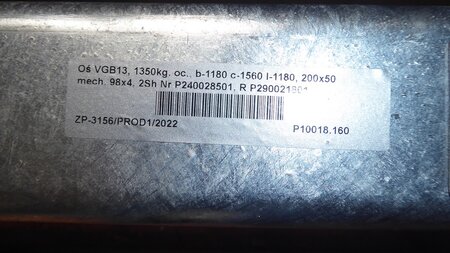 Oś VGB13, 1350kg. oc., b-1180 c-1560 l-1180, 200x50
mech. 98x4, 2Sh Nr P240028501, R P290021801
ZP-3156/PROD1/2022
P10018.160